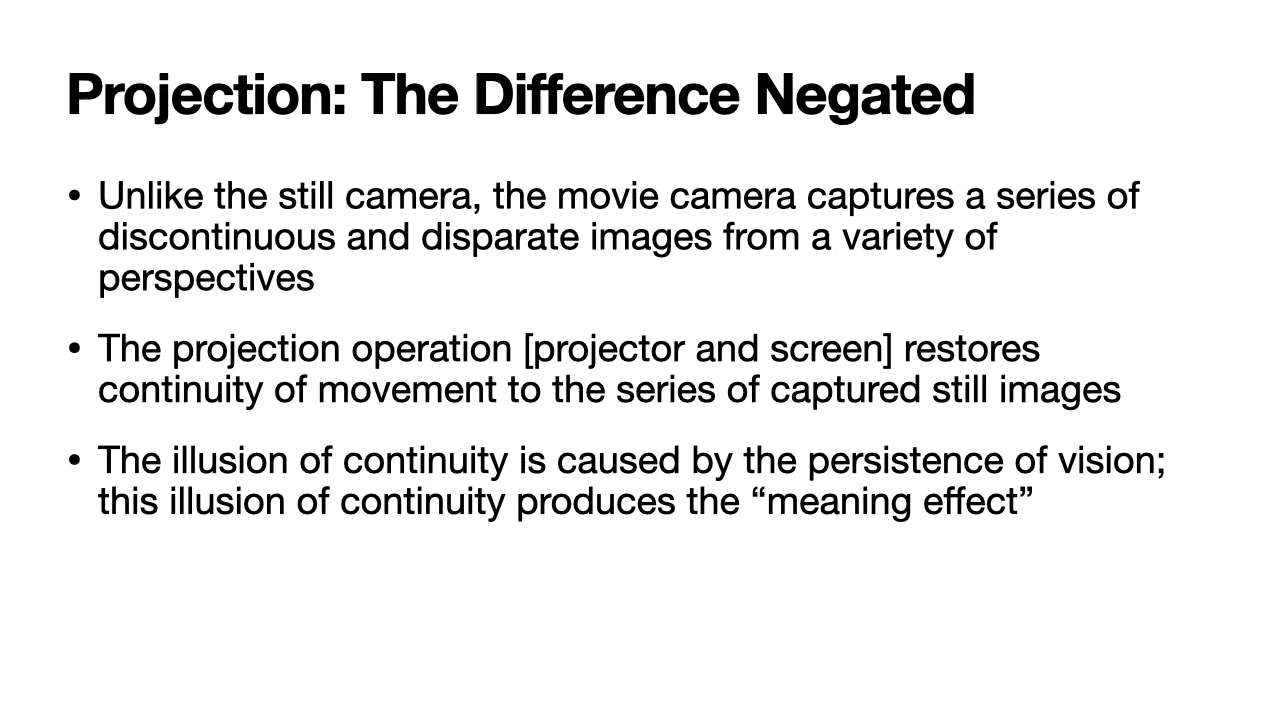 Projection: The Difference Negated
• Unlike the still camera, the movie camera captures a series of
discontinuous and disparate images from a variety of
perspectives
• The projection operation [projector and screen] restores
continuity of movement to the series of captured still images
• The illusion of continuity is caused by the persistence of vision;
this illusion of continuity produces the “meaning effect”